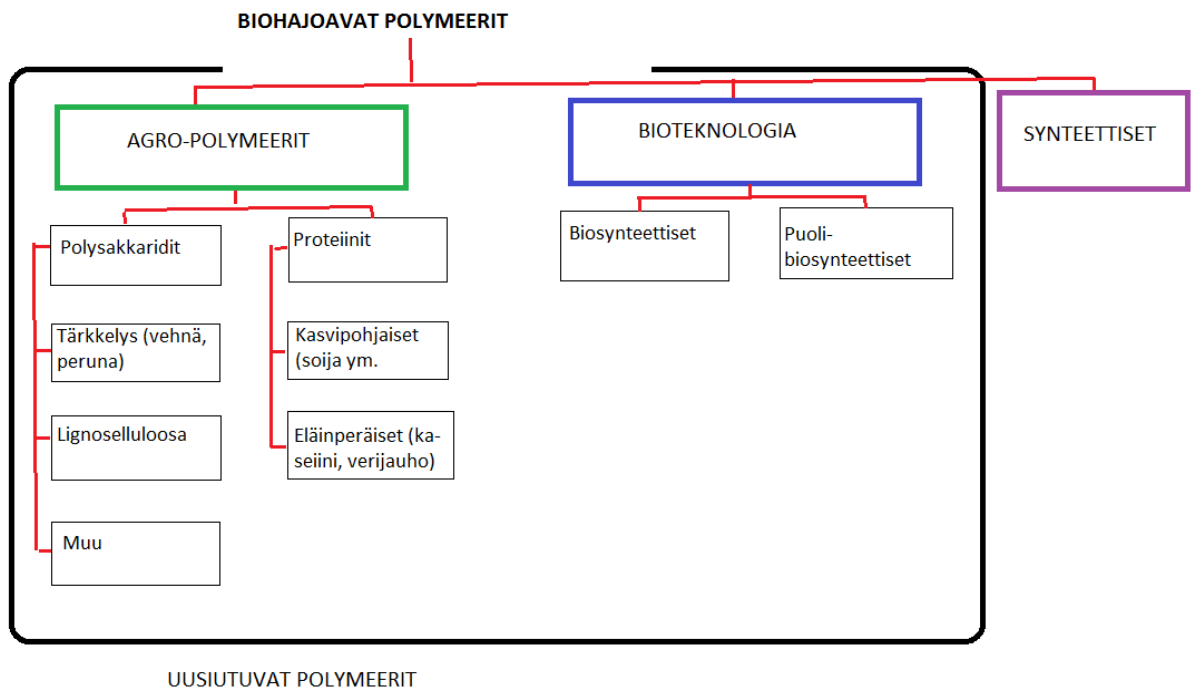 BIOHAJOAVAT POLYMEERIT
AGRO-POLYMEERIT
BIOTEKNOLOGIA
SYNTEETTISET
Polysakkaridit
Proteiinit
Biosynteettiset
Puoli-
biosynteettiset
Tärkkelys (vehnä,
peruna)
Kasvipohjaiset
(soija ym.
Lignoselluloosa
Eläinperäiset (ka-
seiini, verijauho)
Muu
UUSIUTUVAT POLYMEERIT